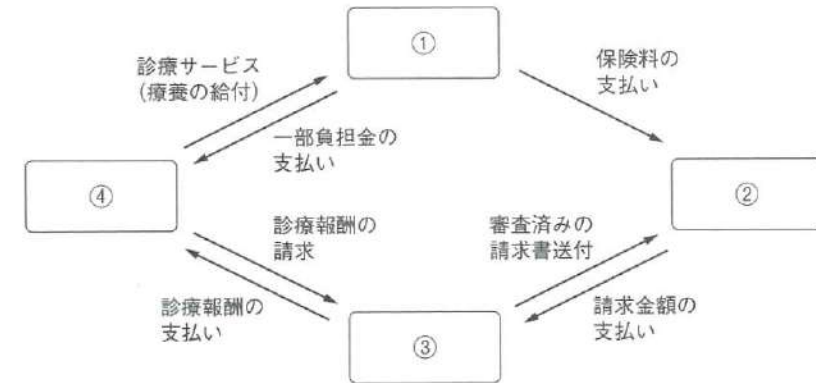 ①
診療サービス
(療養の給付)
保険料の
支払い
一部負担金の
支払い
④
②
診療報酬の
請求
審査済みの
請求書送付
診療報酬の
支払い
請求金額の
支払い
③